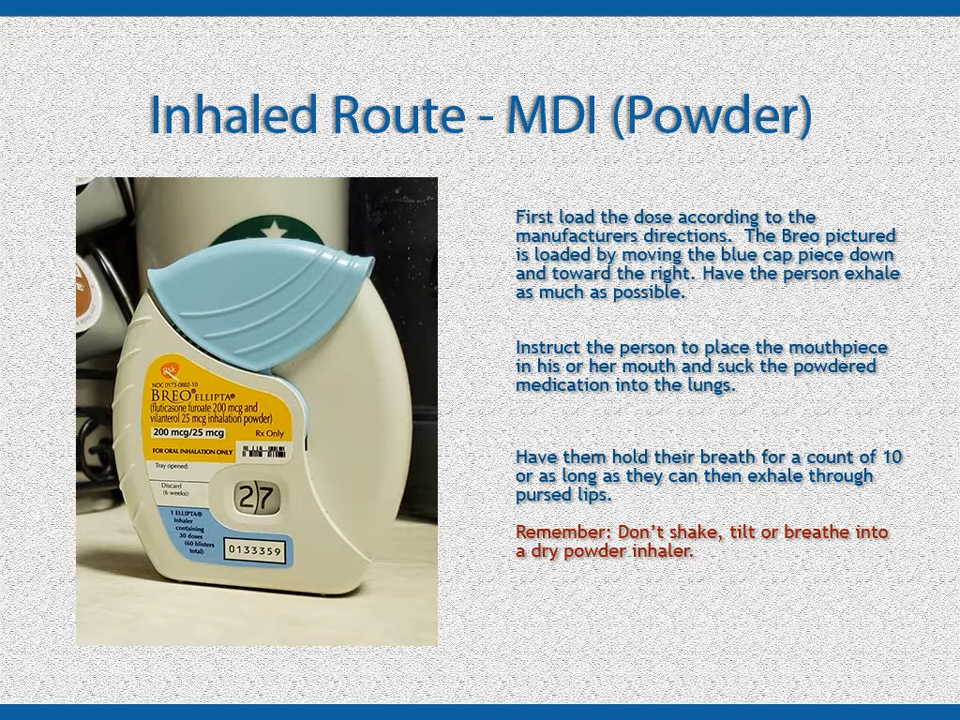 Inhaled Route - MDI (Powder)
First load the dose according to the
manufacturers directions.  The Breo pictured
is loaded by moving the blue cap piece down
and toward the right. Have the person exhale
as much as possible.
Instruct the person to place the mouthpiece
in his or her mouth and suck the powdered
medication into the lungs.
Have them hold their breath for a count of 10
or as long as they can then exhale through
pursed lips.
Remember: Don't shake, tilt or breathe into
a dry powder inhaler.
gsk
NDC 0173-0882-10
BREO® ELLIPTA®
(fluticasone furoate 200 mcg and
vilanterol 25 mcg inhalation powder)
200 mcg/25 mcg Rx Only
FOR ORAL INHALATION ONLY
Tray opened:
Discard
(6 weeks):
27
1 ELLIPTA®
Inhaler
containing
30 doses
(60 blisters
total)
0133359